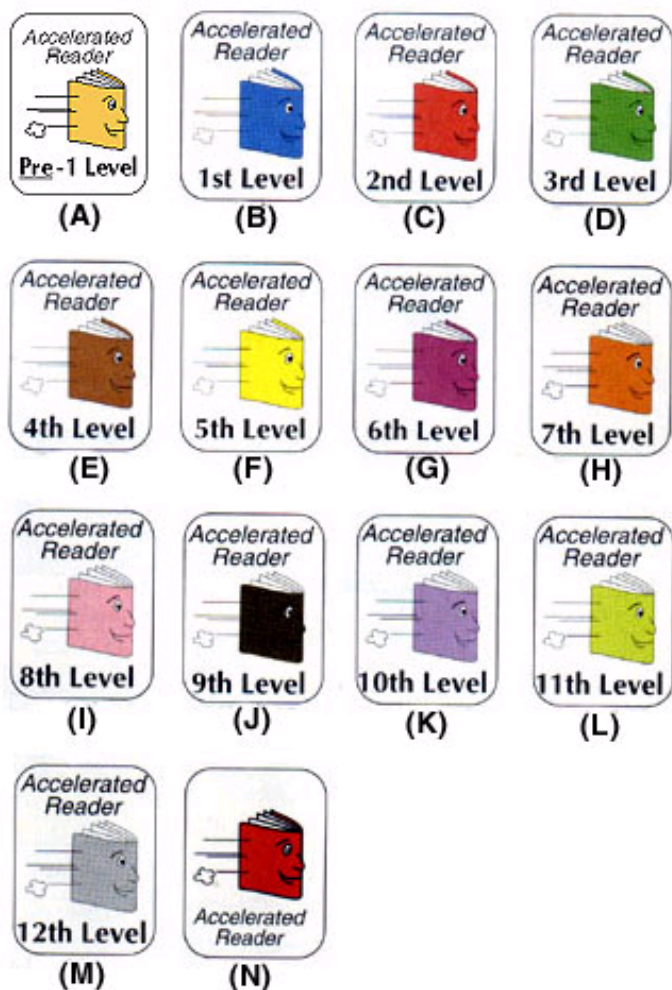 Accelerated
Reader
Pre-1 Level
(A)
Accelerated
Reader
1st Level
(B)
Accelerated
Reader
2nd Level
(C)
Accelerated
Reader
3rd Level
(D)
Accelerated
Reader
4th Level
(E)
Accelerated
Reader
5th Level
(F)
Accelerated
Reader
6th Level
(G)
Accelerated
Reader
7th Level
(H)
Accelerated
Reader
8th Level
(I)
Accelerated
Reader
9th Level
(J)
Accelerated
Reader
10th Level
(K)
Accelerated
Reader
11th Level
(L)
Accelerated
Reader
12th Level
(M)
Accelerated
Reader
(N)